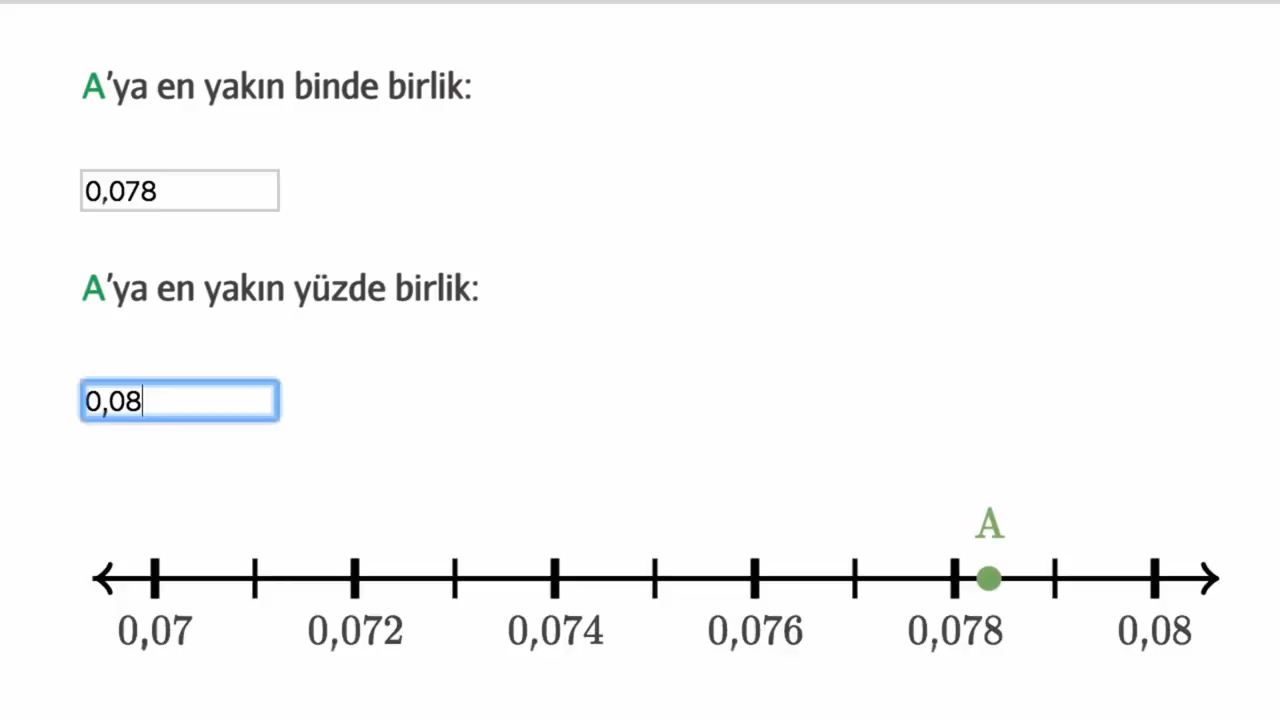 A'ya en yakın binde birlik:
0,078
A'ya en yakın yüzde birlik:
0,08
A
0,07 0,072 0,074 0,076 0,078 0,08